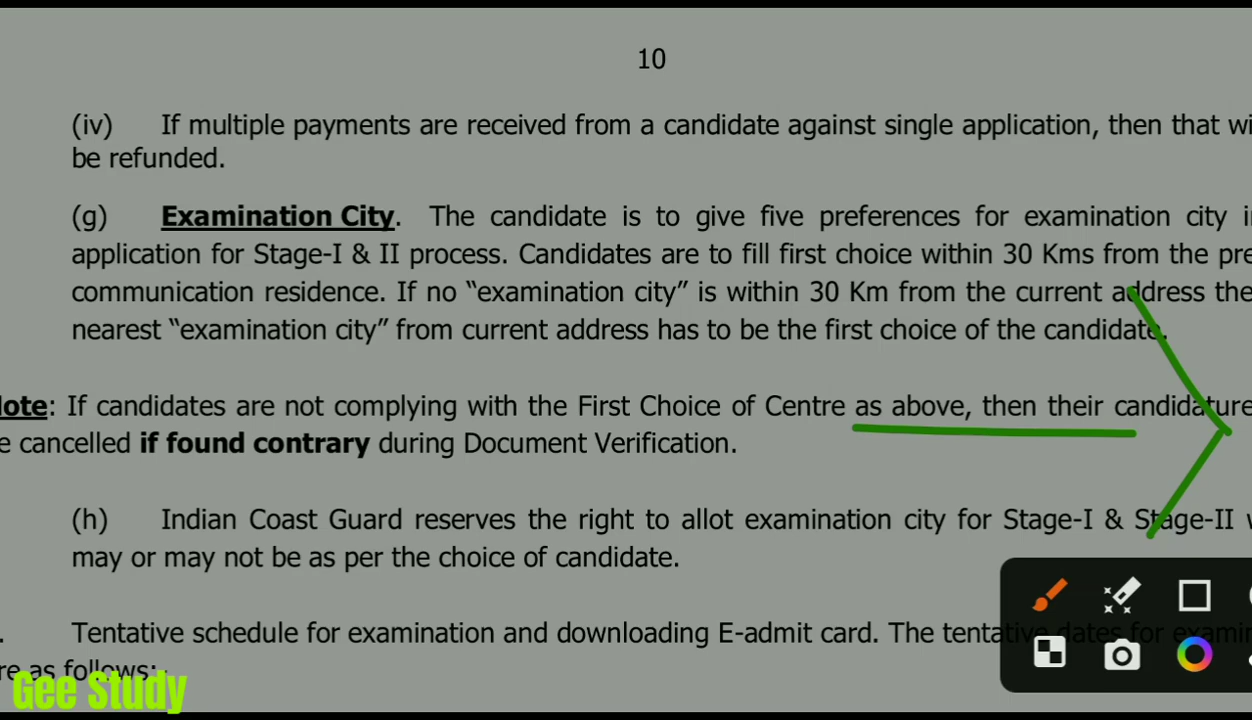 10
(iv) If multiple payments are received from a candidate against single application, then that
be refunded.
(g) Examination City. The candidate is to give five preferences for examination city
application for Stage-I & II process. Candidates are to fill first choice within 30 Kms from the
communication residence. If no “examination city” is within 30 Km from the current address
nearest “examination city” from current address has to be the first choice of the candidate.
: If candidates are not complying with the First Choice of Centre as above, then their candidature
cancelled if found contrary during Document Verification.
(h) Indian Coast Guard reserves the right to allot examination city for Stage-I & Stage-II
may or may not be as per the choice of candidate.
. Tentative schedule for examination and downloading E-admit card. The tentative dates for
as follows:
Gee Study